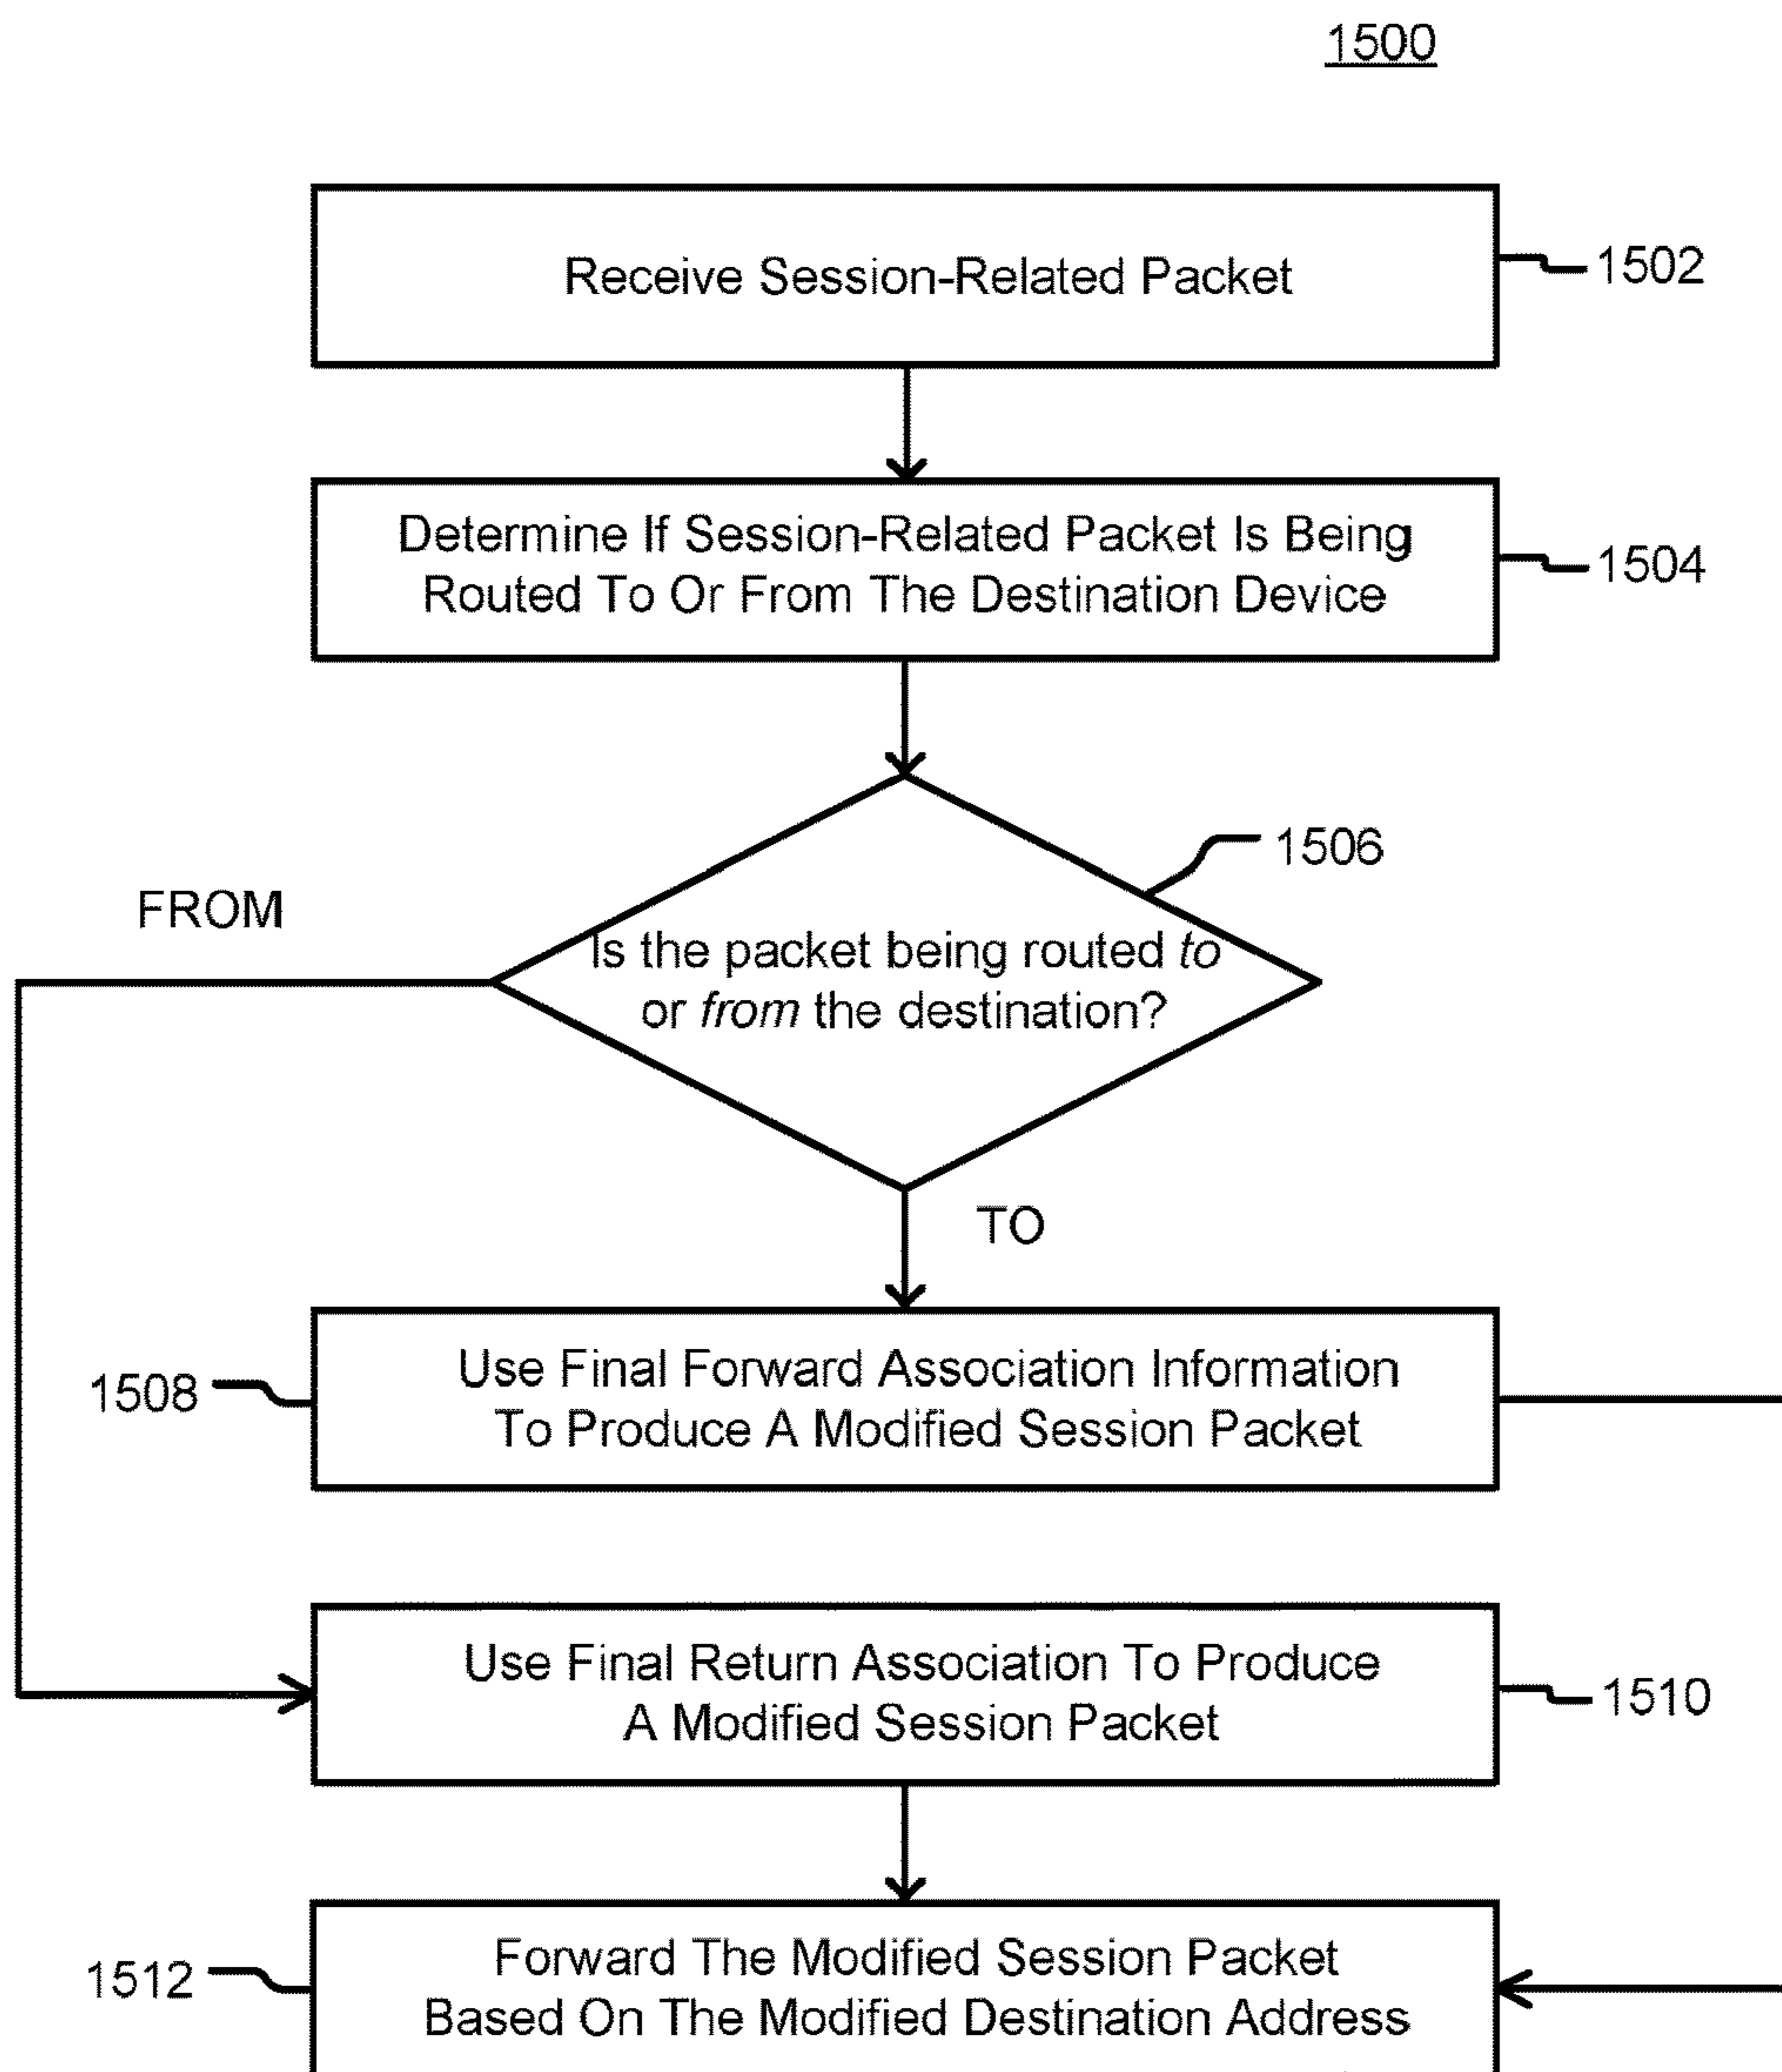 1500
Receive Session-Related Packet
1502
Determine If Session-Related Packet Is Being
Routed To Or From The Destination Device
1504
1506
FROM
Is the packet being routed to
or from the destination?
TO
Use Final Forward Association Information
To Produce A Modified Session Packet
1508
Use Final Return Association To Produce
A Modified Session Packet
1510
Forward The Modified Session Packet
Based On The Modified Destination Address
1512